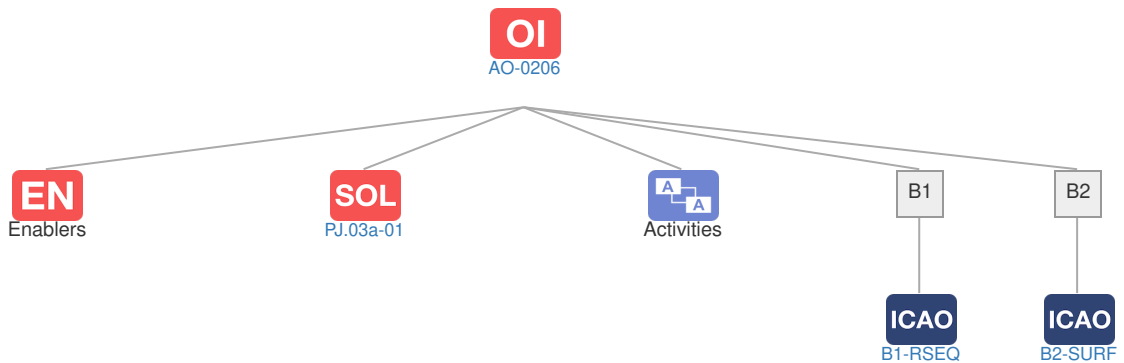 OI
AO-0206
EN
Enablers
SOL
PJ.03a-01
A
A
Activities
B1
B2
ICAO
B1-RSEQ
ICAO
B2-SURF